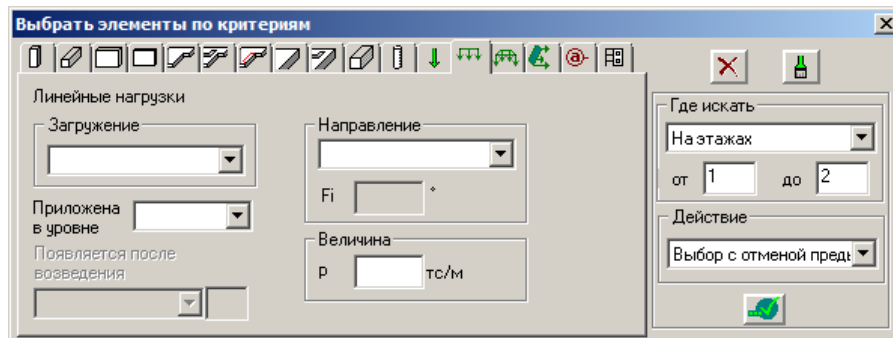 Выбрать элементы по критериям
Линейные нагрузки
Загружение
Направление
Fi °
Приложена
в уровне
Появляется после
возведения
Величина
p тс/м
Где искать
На этажах
от 1 до 2
Действие
Выбор с отменой преды